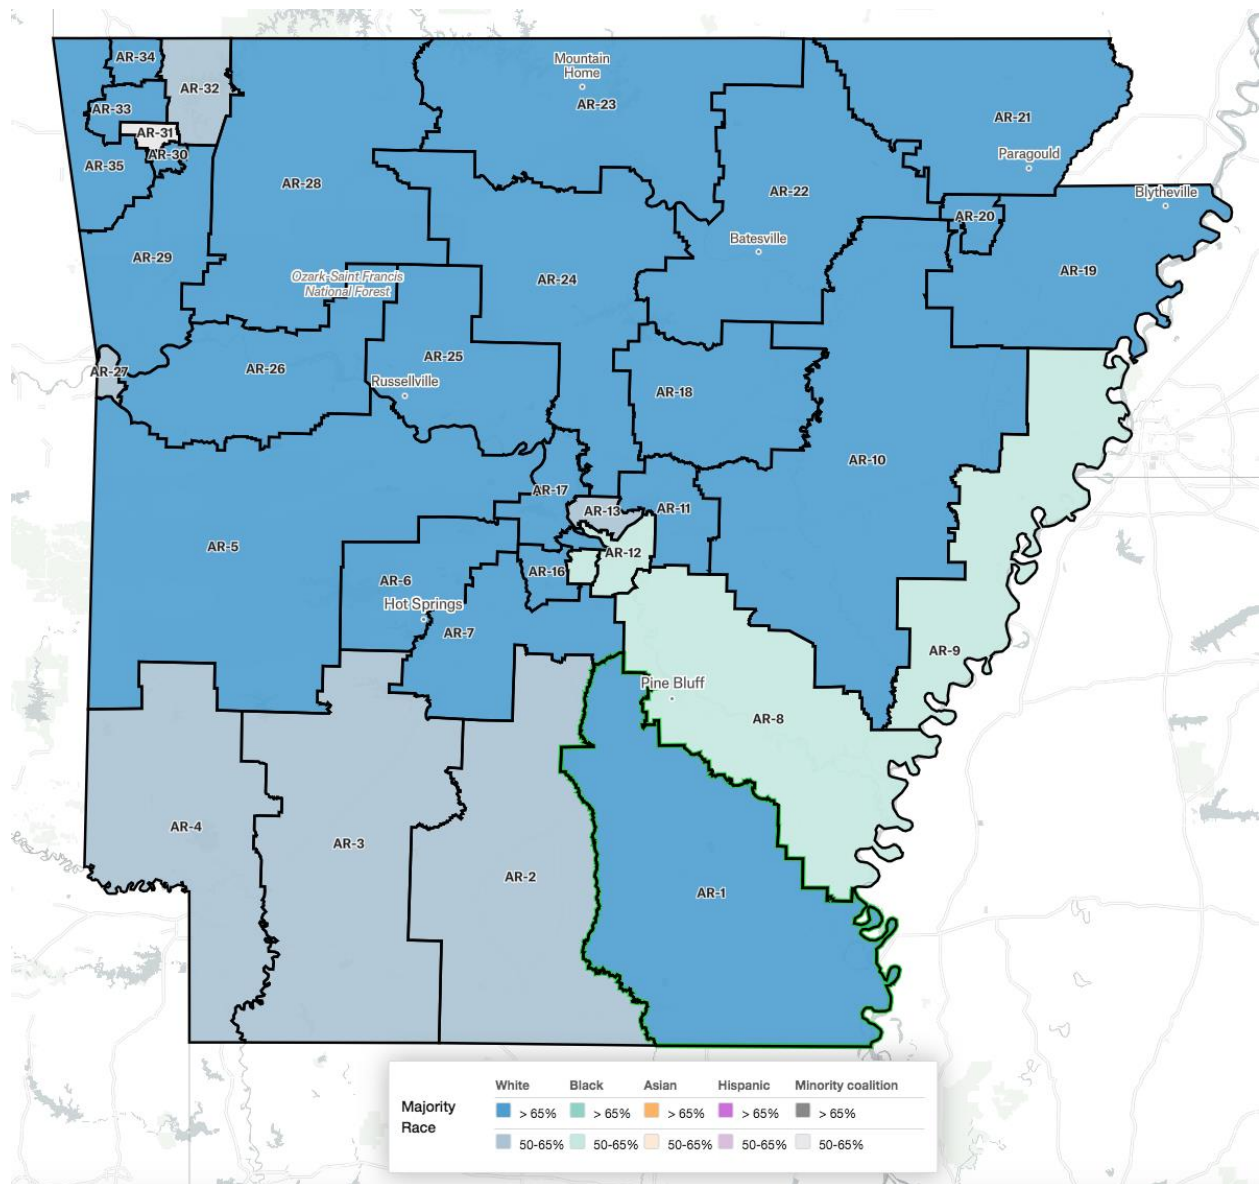 AR-34
Mountain
Home
AR-32
AR-23
AR-33
AR-21
AR-31
AR-30
Paragould
AR-35
AR-28
AR-22
Blytheville
AR-20
Batesville
AR-29
AR-19
Ozark-Saint Francis
National Forest
AR-24
AR-25
AR-27
AR-26
Russellville
AR-18
AR-10
AR-17
AR-13
AR-11
AR-5
AR-12
AR-16
AR-6
Hot Springs
AR-7
AR-9
Pine Bluff
AR-8
AR-4
AR-3
AR-2
AR-1
Majority
Race
White Black Asian Hispanic Minority coalition
> 65% > 65% > 65% > 65% > 65%
50-65% 50-65% 50-65% 50-65% 50-65%